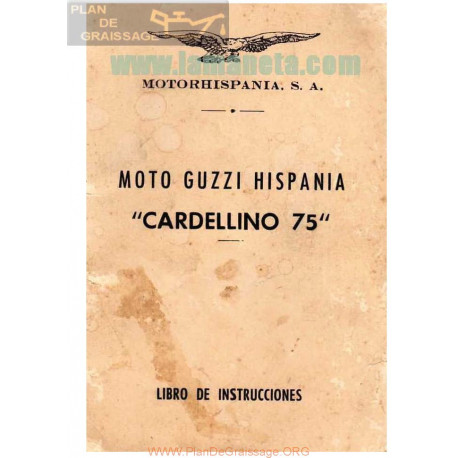 PLAN
DE
GRAISSAGE
www.lamaneta.com
MOTORHISPANIA. S. A.
MOTO GUZZI HISPANIA
"CARDELLINO 75"
LIBRO DE INSTRUCCIONES
www.PlanDeGraissage.ORG